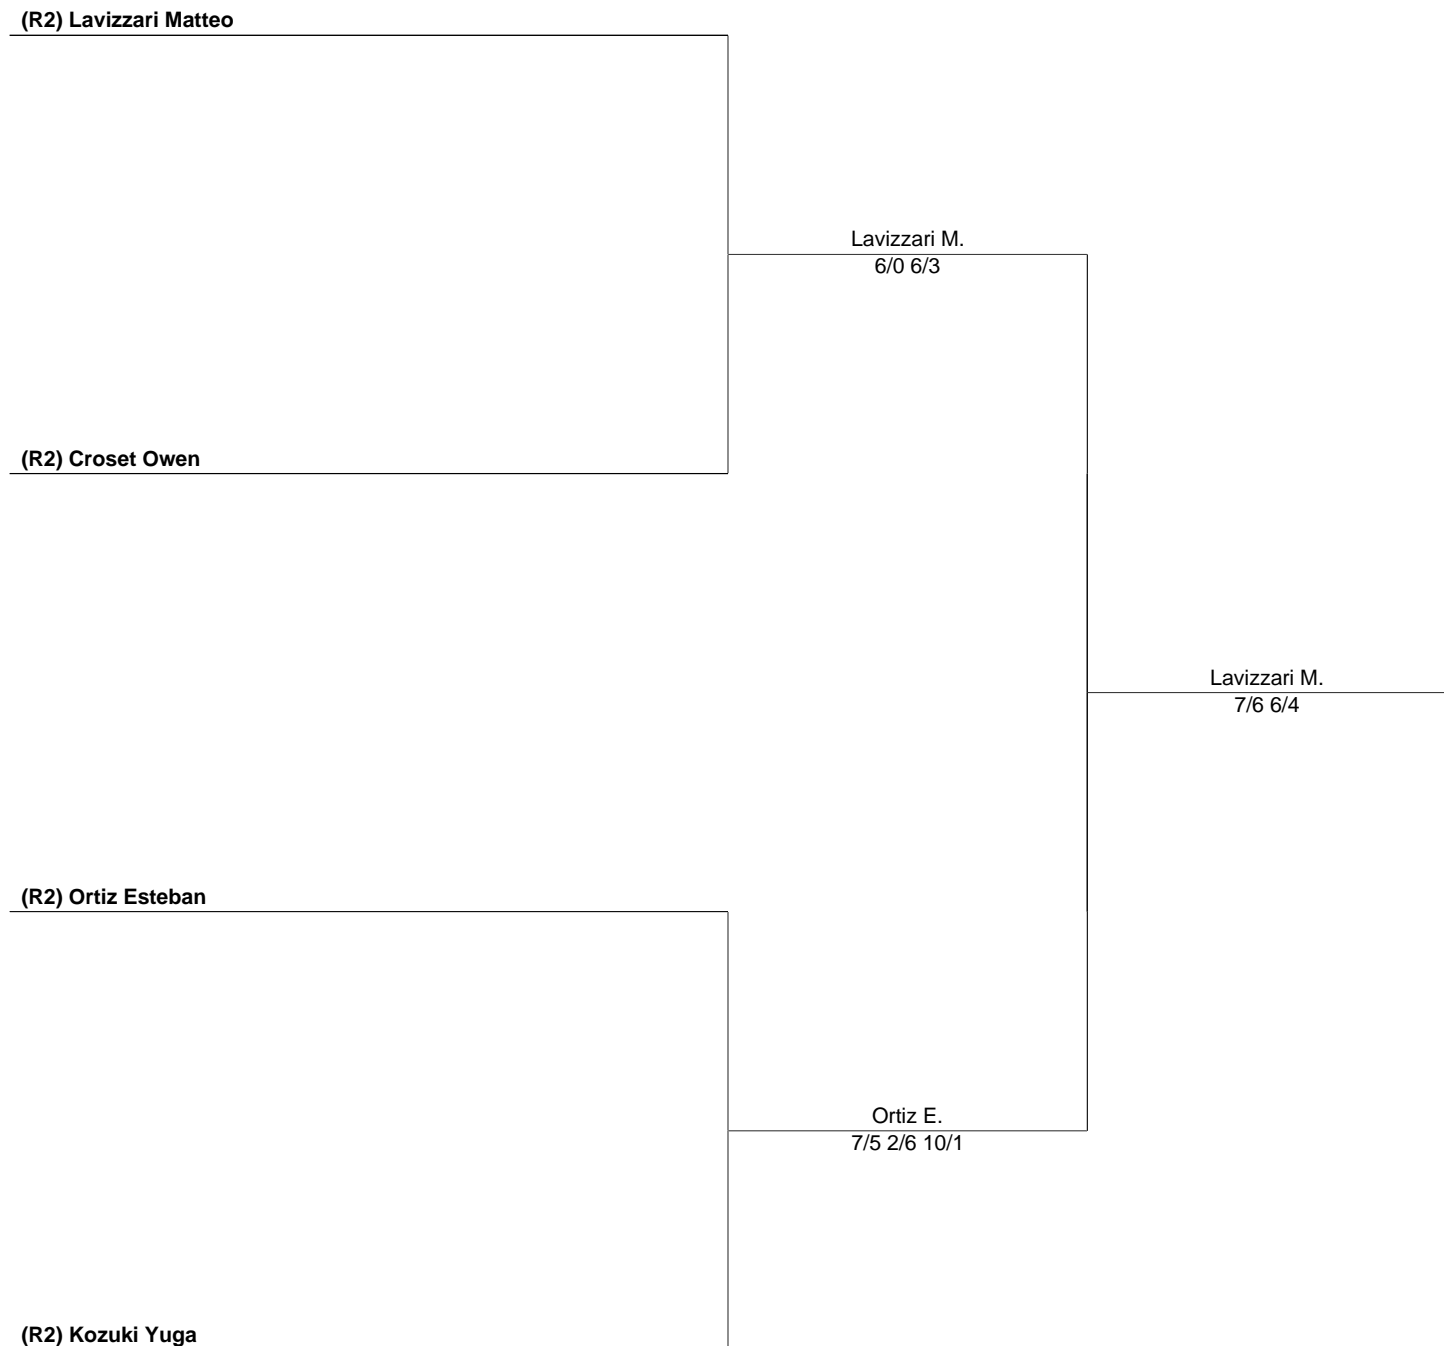 (R2) Lavizzari Matteo
Lavizzari M.
6/0 6/3
(R2) Croset Owen
Lavizzari M.
7/6 6/4
(R2) Ortiz Esteban
Ortiz E.
7/5 2/6 10/1
(R2) Kozuki Yuga